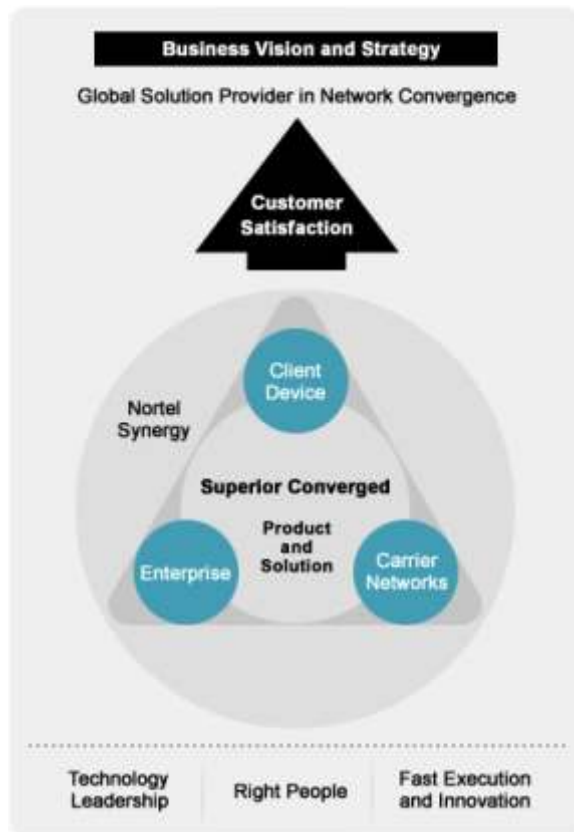 Business Vision and Strategy
Global Solution Provider in Network Convergence
Customer
Satisfaction
Client
Device
Nortel
Synergy
Superior Converged
Product
and
Solution
Enterprise
Carrier
Networks
Technology
Leadership
Right People
Fast Execution
and Innovation